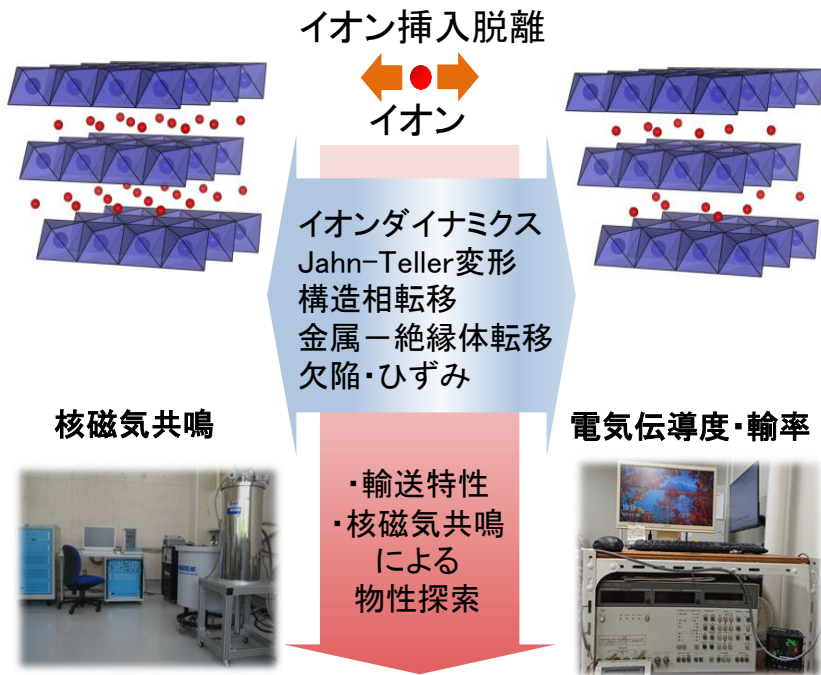 イオン挿入脱離
イオン
イオンダイナミクス
Jahn-Teller変形
構造相転移
金属－絶縁体転移
欠陥・ひずみ
核磁気共鳴
電気伝導度・輸率
・輸送特性
・核磁気共鳴
による
物性探索
19:19